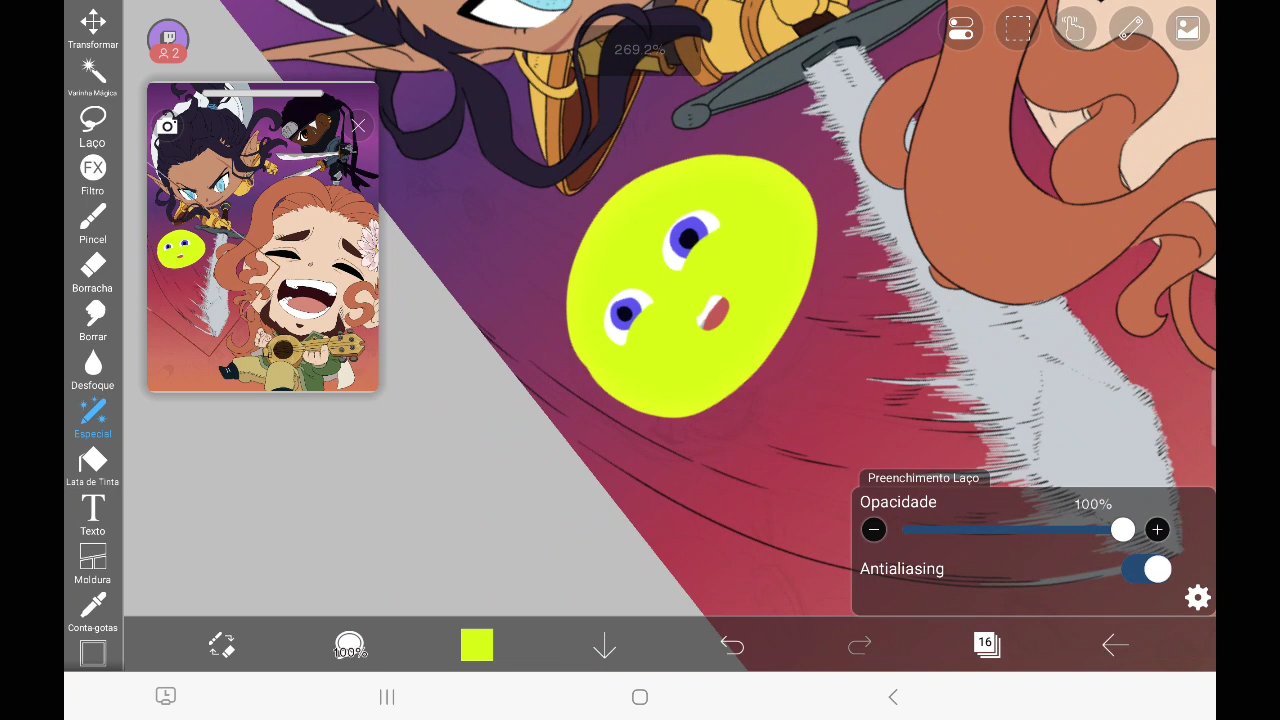 Transformar
Varinha Mágica
Laço
FX
Filtro
Pincel
Borracha
Borrar
Desfoque
Especial
Lata de Tinta
T
Texto
Moldura
Conta-gotas
2
269.2%
Preenchimento Laço
Opacidade
100%
Antialiasing
100%
16